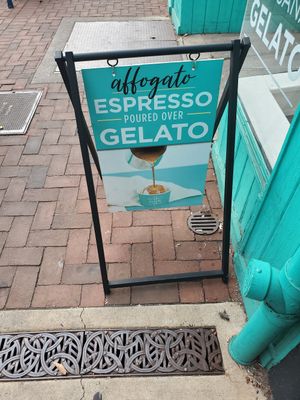 affogato
ESPRESSO
POURED OVER
GELATO
GELATO